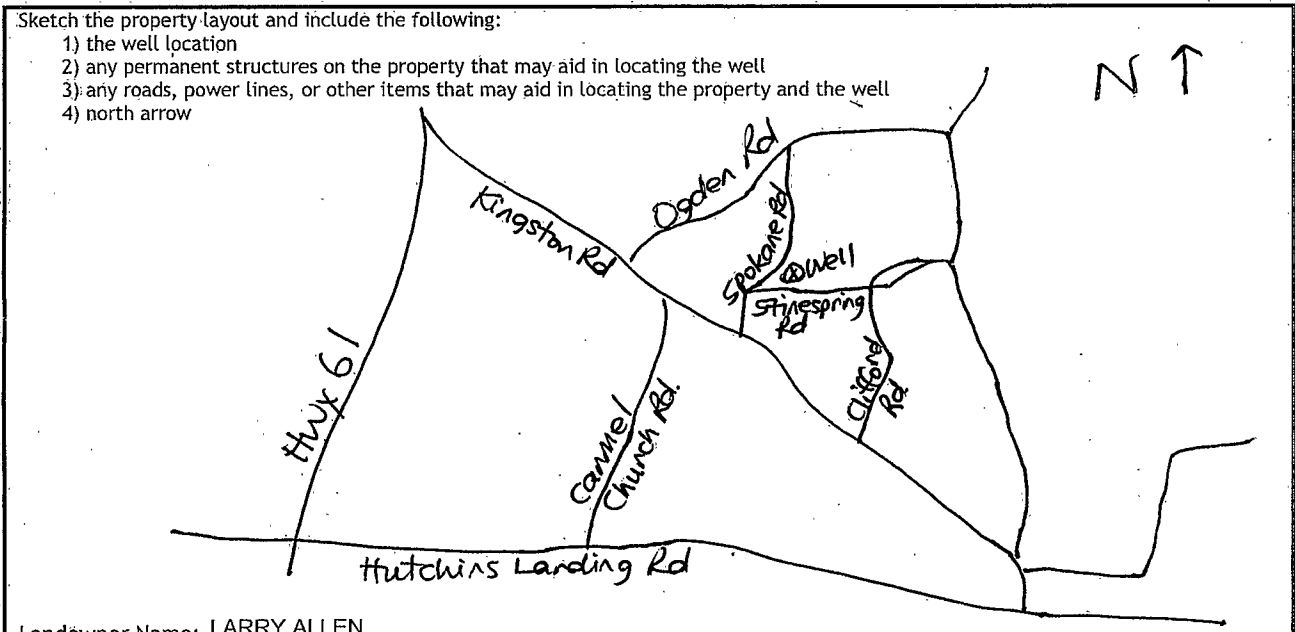 Sketch the property layout and include the following:
1) the well location
2) any permanent structures on the property that may aid in locating the well
3) any roads, power lines, or other items that may aid in locating the property and the well
4) north arrow
N ↑
Ogden Rd
Kingston Rd
Spokane Rd
⊗Well
Stinespring
Rd
Hwy 61
Clifford
Rd.
Carmel
Church Rd.
Hutchins Landing Rd
Landowner Name: LARRY ALLEN